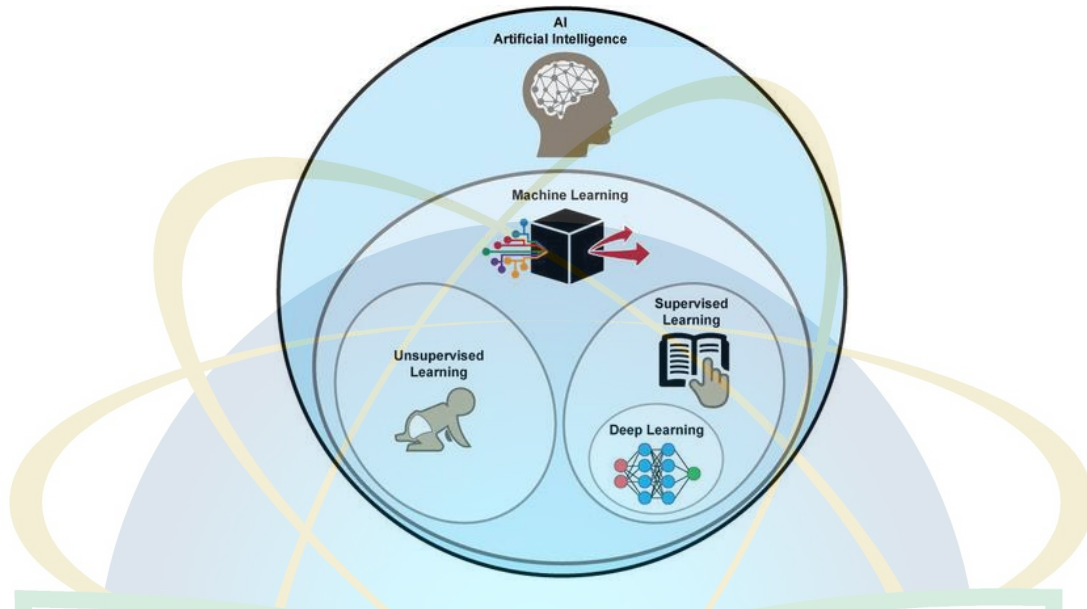 AI
Artificial Intelligence
Machine Learning
Supervised
Learning
Unsupervised
Learning
Deep Learning